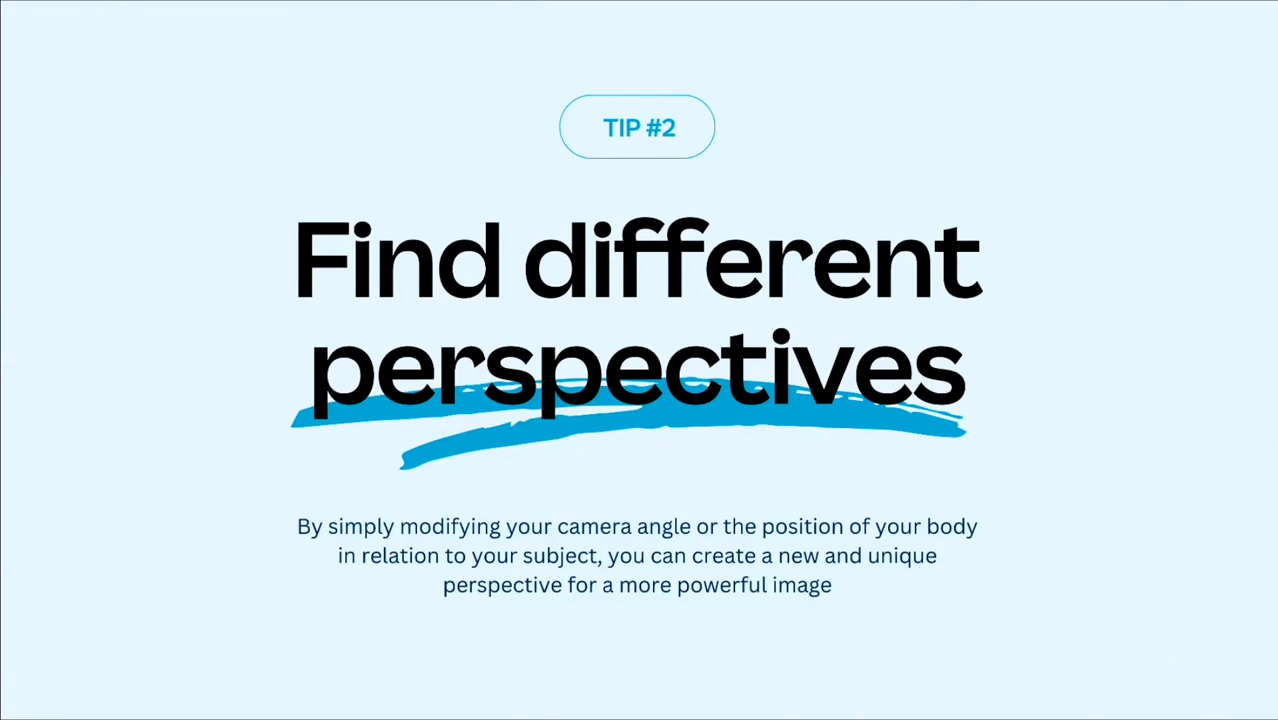 TIP #2
Find different
perspectives
By simply modifying your camera angle or the position of your body
in relation to your subject, you can create a new and unique
perspective for a more powerful image